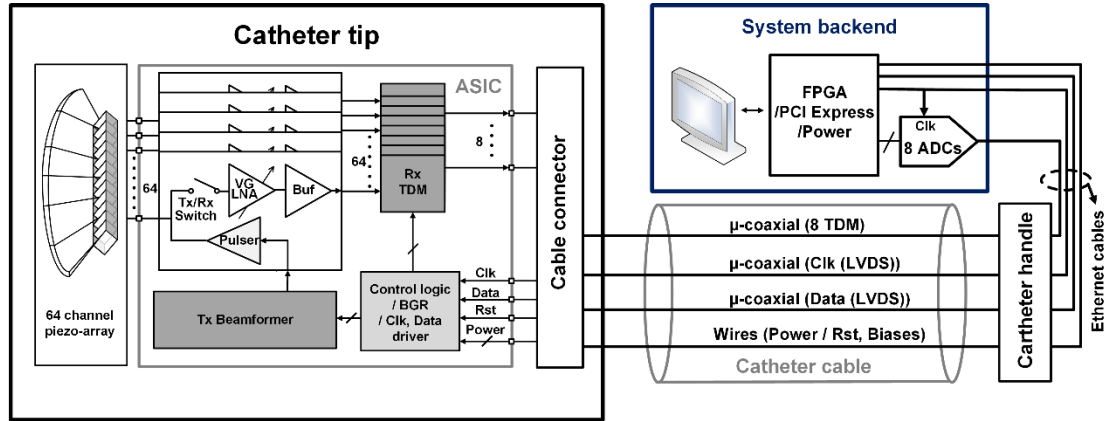 Catheter tip
64 channel
piezo-array
64
ASIC
Tx/Rx
Switch
VG
LNA
Buf
Pulser
64
Rx
TDM
8
Tx Beamformer
Control logic
/ BGR
/ Clk, Data
driver
Clk
Data
Rst
Power
Cable connector
System backend
FPGA
/PCI Express
/Power
Clk
8 ADCs
μ-coaxial (8 TDM)
μ-coaxial (Clk (LVDS))
μ-coaxial (Data (LVDS))
Wires (Power / Rst, Biases)
Catheter cable
Cartheter handle
Ethernet cables